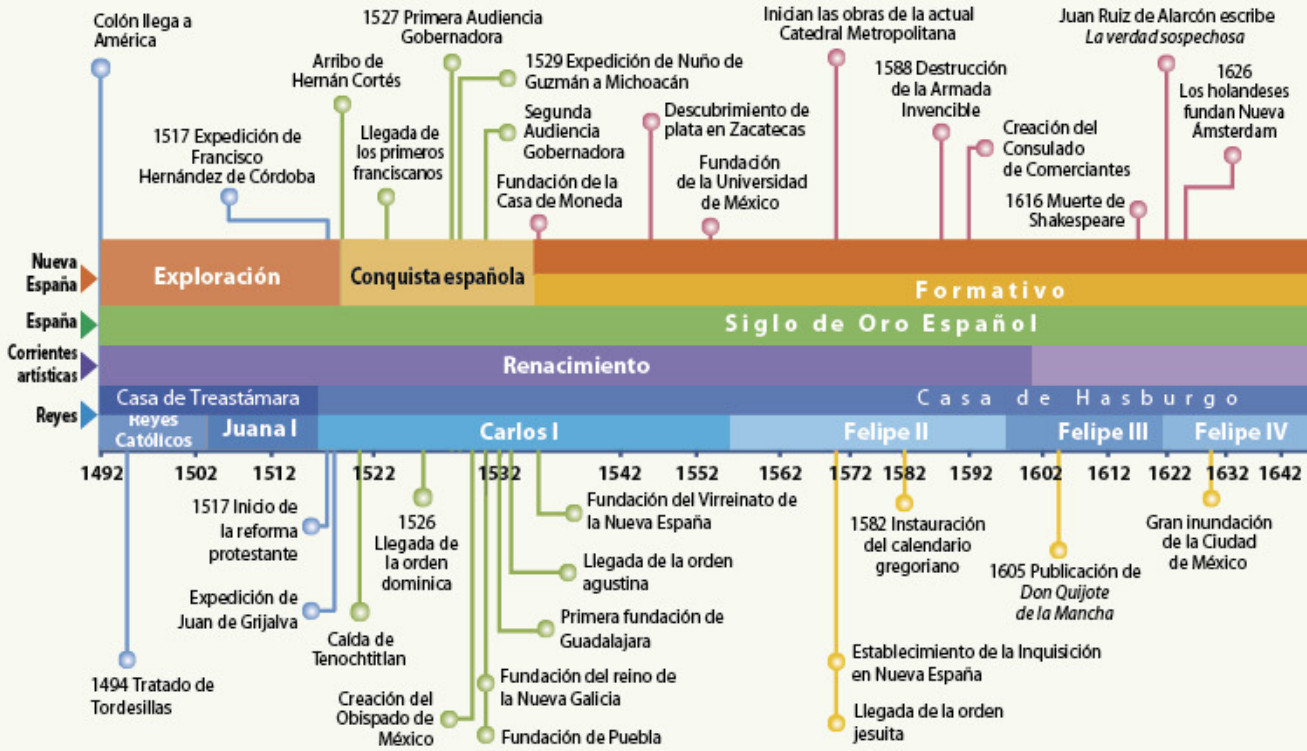 Colón llega a
América
1517 Expedición de
Francisco
Hernández de Córdoba
Arribo de
Hernán Cortés
Llegada de
los primeros
franciscanos
1527 Primera Audiencia
Gobernadora
1529 Expedición de Nuño de
Guzmán a Michoacán
Segunda
Audiencia
Gobernadora
Fundación de la
Casa de Moneda
Descubrimiento de
plata en Zacatecas
Fundación
de la Universidad
de México
Inician las obras de la actual
Catedral Metropolitana
1588 Destrucción
de la Armada
Invencible
Creación del
Consulado
de Comerciantes
1616 Muerte de
Shakespeare
Juan Ruiz de Alarcón escribe
La verdad sospechosa
1626
Los holandeses
fundan Nueva
Ámsterdam
Nueva
España
Exploración
Conquista española
Formativo
España
Siglo de Oro Español
Corrientes
artísticas
Renacimiento
Reyes
Casa de Treastámara
Casa de Hasburgo
Reyes
Católicos
Juana I
Carlos I
Felipe II
Felipe III
Felipe IV
1492 1502 1512 1522 1532 1542 1552 1562 1572 1582 1592 1602 1612 1622 1632 1642
1494 Tratado de
Tordesillas
1517 Inicio de
la reforma
protestante
Expedición de
Juan de Grijalva
Caída de
Tenochtitlan
1526
Llegada de
la orden
dominica
Creación del
Obispado de
México
Fundación del Virreinato de
la Nueva España
Llegada de la orden
agustina
Primera fundación de
Guadalajara
Fundación del reino de
la Nueva Galicia
Fundación de Puebla
1582 Instauración
del calendario
gregoriano
Establecimiento de la Inquisición
en Nueva España
Llegada de la orden
jesuita
1605 Publicación de
Don Quijote
de la Mancha
Gran inundación
de la Ciudad
de México